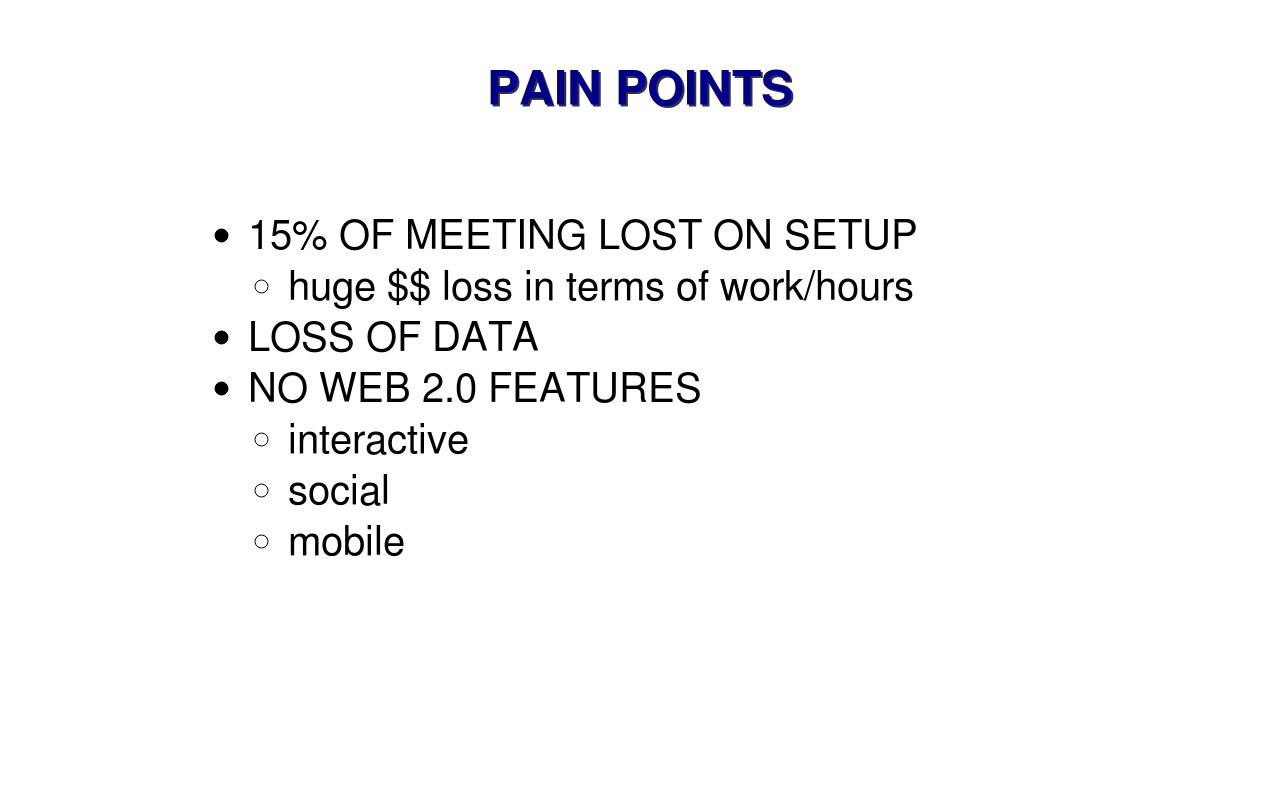 PAIN POINTS
• 15% OF MEETING LOST ON SETUP
○ huge $$ loss in terms of work/hours
• LOSS OF DATA
• NO WEB 2.0 FEATURES
○ interactive
○ social
○ mobile